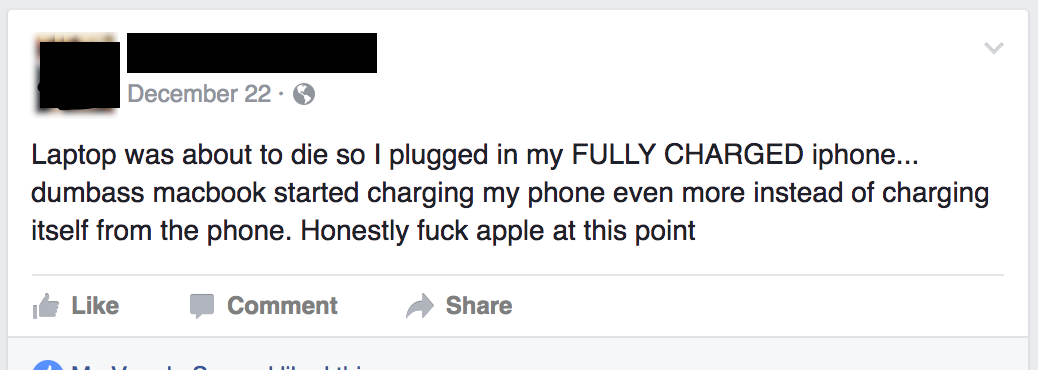 December 22 ·
Laptop was about to die so I plugged in my FULLY CHARGED iphone...
dumbass macbook started charging my phone even more instead of charging
itself from the phone. Honestly fuck apple at this point
Like Comment Share